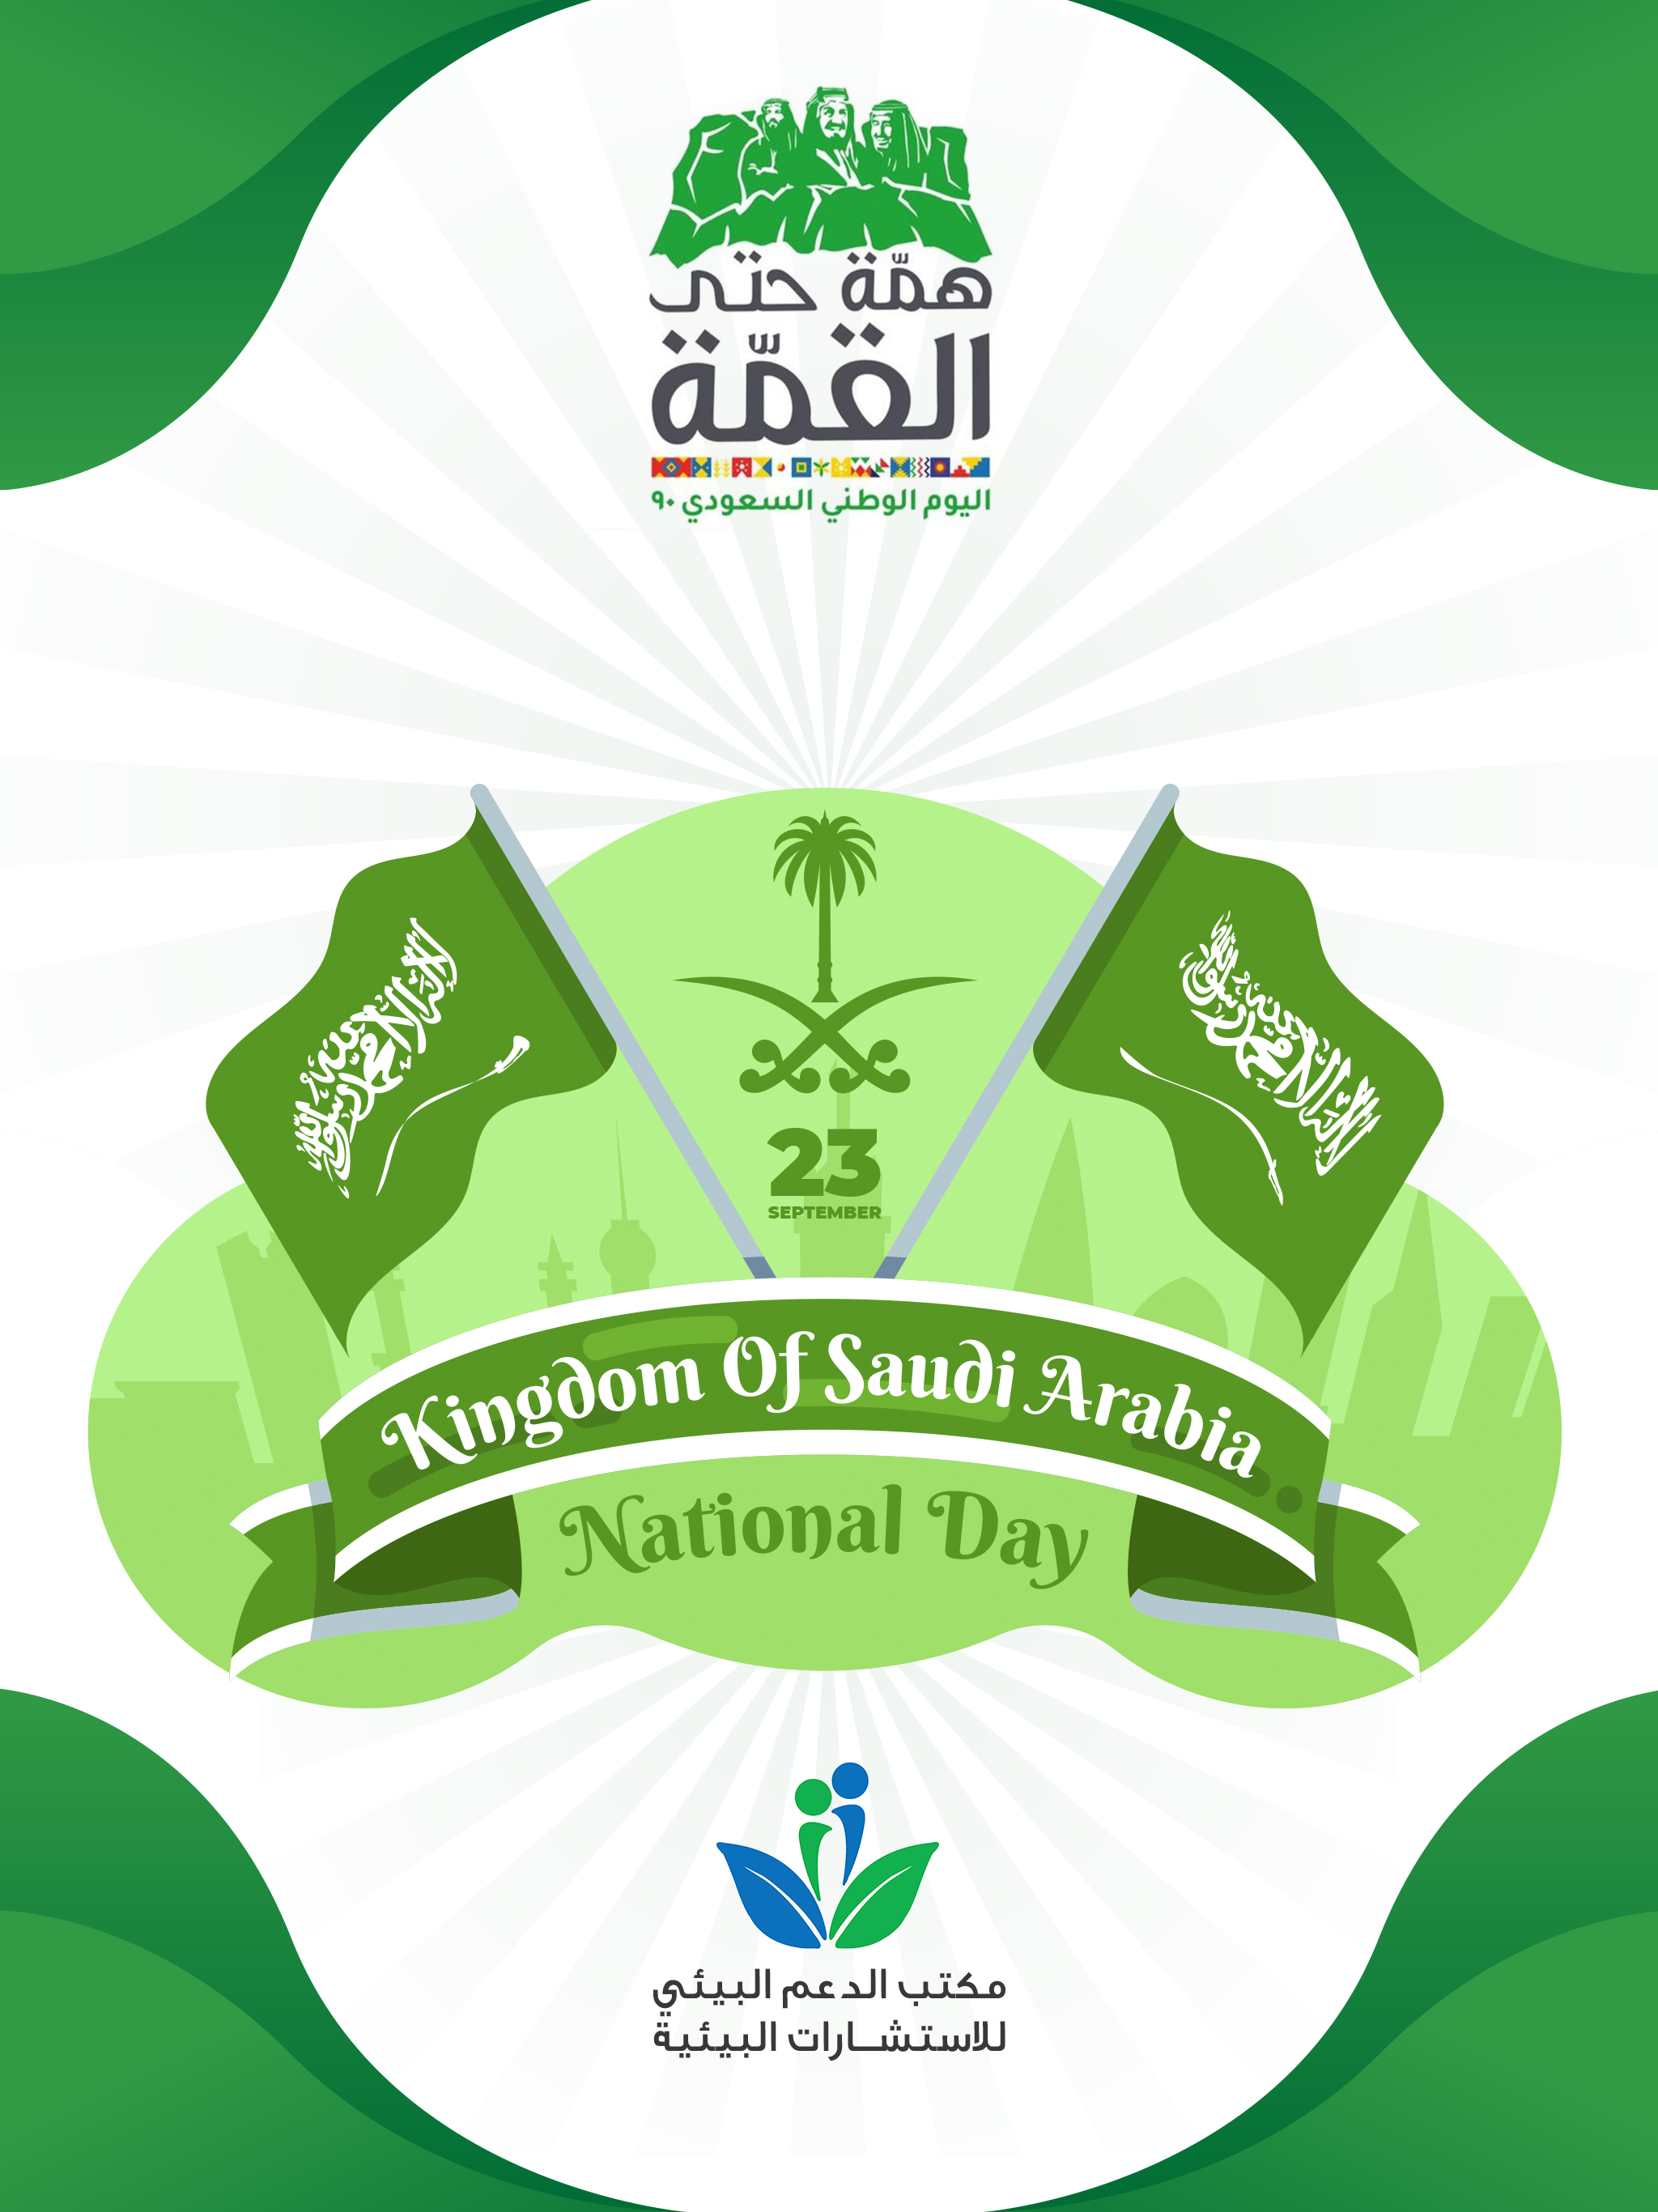 همّة حتى
القمّة
اليوم الوطني السعودي ٩٠
23
SEPTEMBER
Kingdom Of Saudi Arabia
National Day
مكتب الدعم البيئي
للاستشارات البيئية